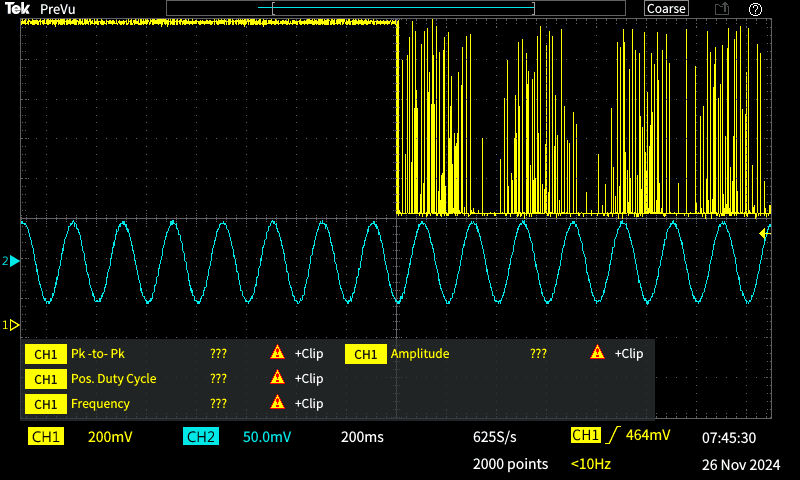 Tek PreVu Coarse ?
2
1
CH1 Pk -to- Pk ??? +Clip CH1 Amplitude ??? +Clip
CH1 Pos. Duty Cycle ??? +Clip
CH1 Frequency ??? +Clip
CH1 200mV CH2 50.0mV 200ms 625S/s CH1 464mV 07:45:30
2000 points <10Hz 26 Nov 2024